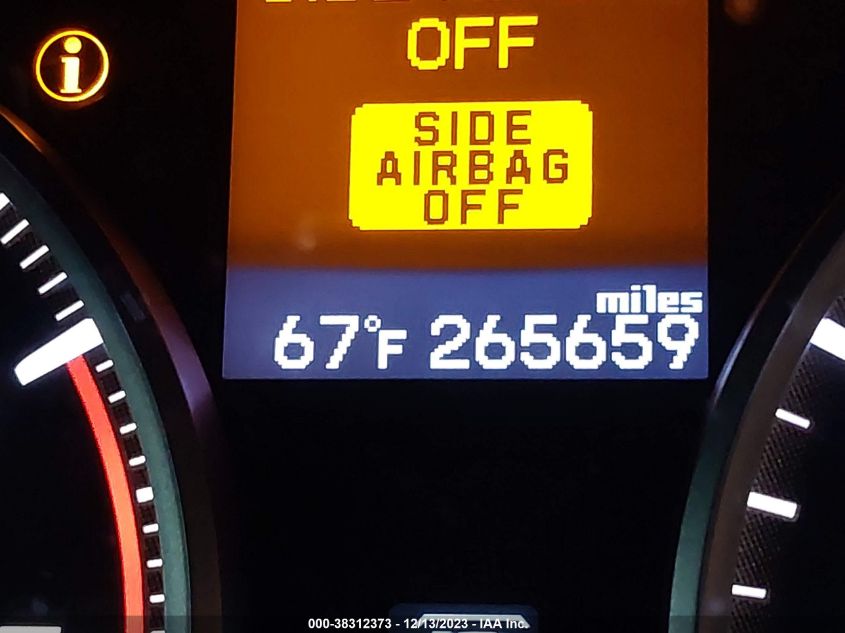 OFF
SIDE
AIRBAG
OFF
miles
67°F 265659
000-38312373 - 12/13/2023 - IAA Inc.